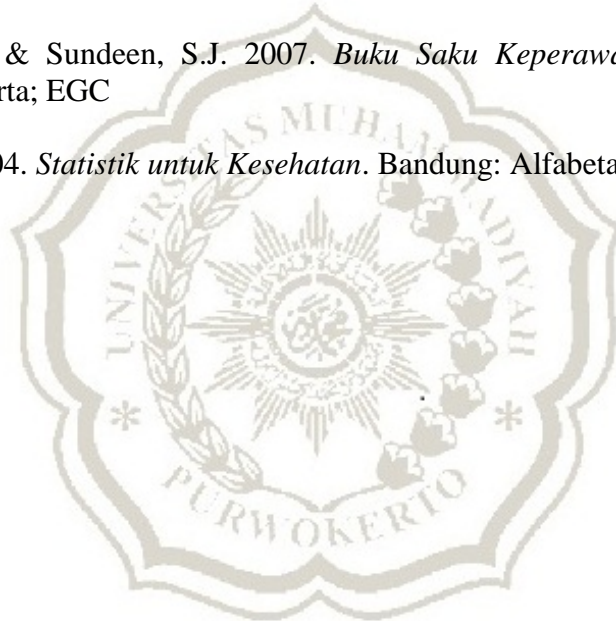 & Sundeen, S.J. 2007. Buku Saku Keperawa
rta; EGC
04. Statistik untuk Kesehatan. Bandung: Alfabeta
UNIVERSITAS MUHAMMADIYAH
PURWOKERTO